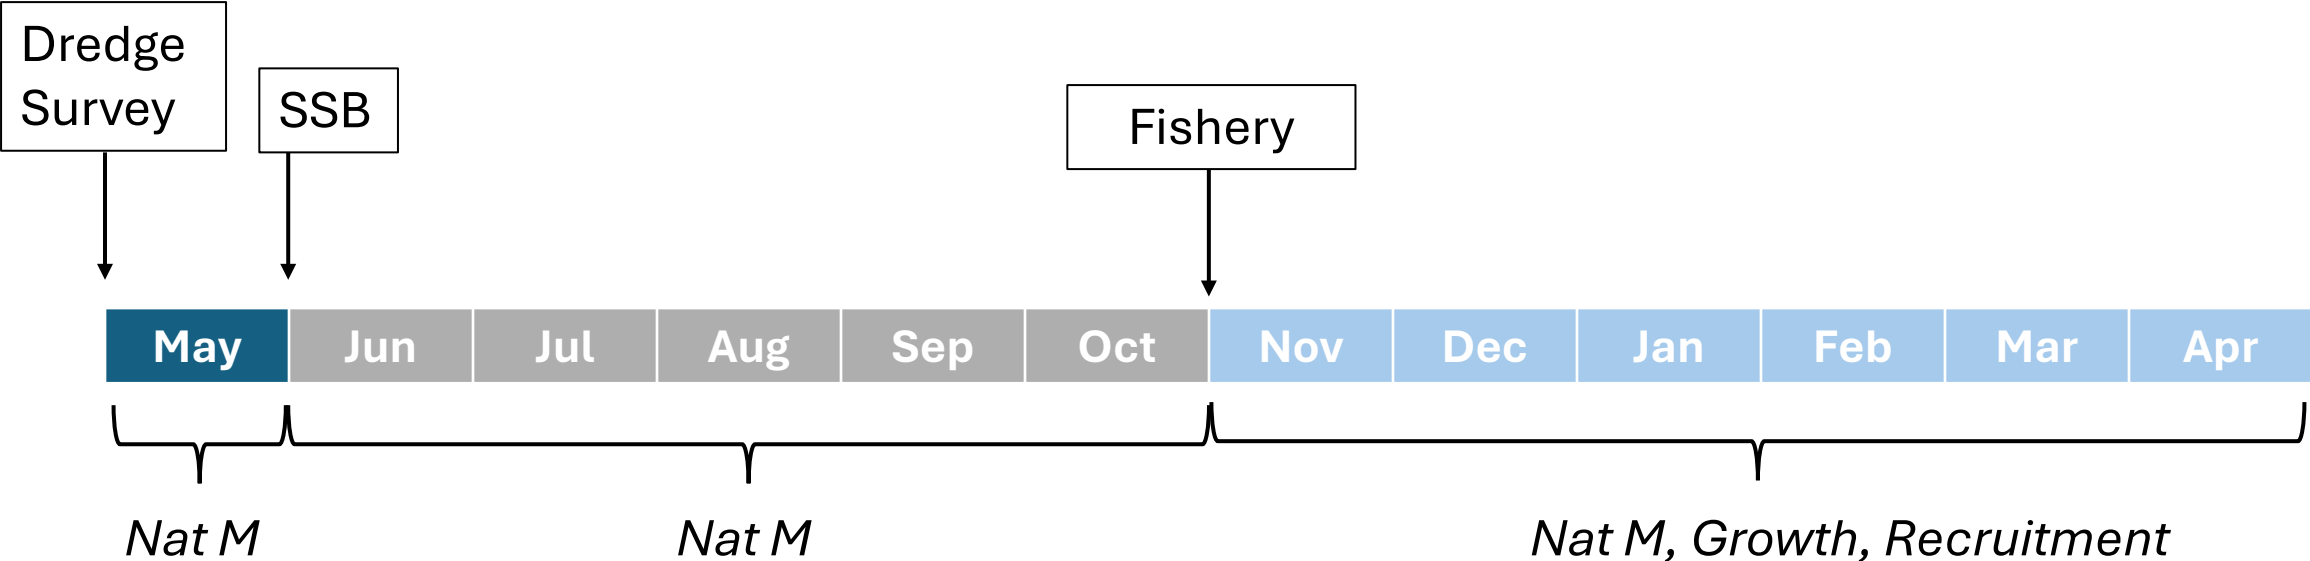 Dredge
Survey
SSB
Fishery
May Jun Jul Aug Sep Oct Nov Dec Jan Feb Mar Apr
Nat M Nat M Nat M, Growth, Recruitment